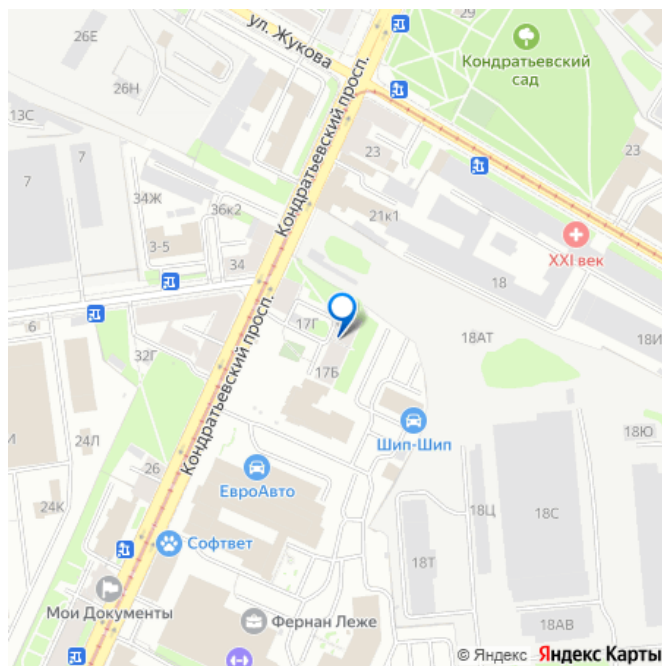 26Е
29
ул. Жукова
Кондратьевский просп.
Кондратьевский
сад
26Н
13С
7
7
34Ж
36к2
3-5
34
23
21к1
23
XXI век
18
17Г
18АТ
18И
6
32Г
17Б
Кондратьевский просп.
24Л
26
24К
Шип-Шип
18Ю
ЕвроАвто
18Ц
18С
Софтвет
18Т
Мои Документы
Фернан Леже
18АВ
© Яндекс Яндекс Карты